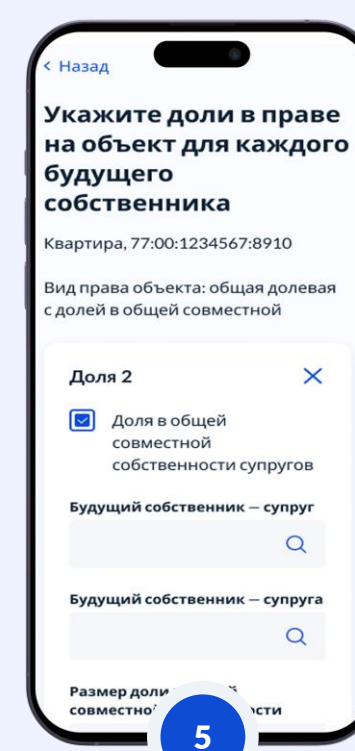 Назад
Укажите доли в праве
на объект для каждого
будущего
собственника
Квартира, 77:00:1234567:8910
Вид права объекта: общая долевая
с долей в общей совместной
Доля 2
Доля в общей
совместной
собственности супругов
Будущий собственник — супруг
Будущий собственник — супруга
Размер доли
5